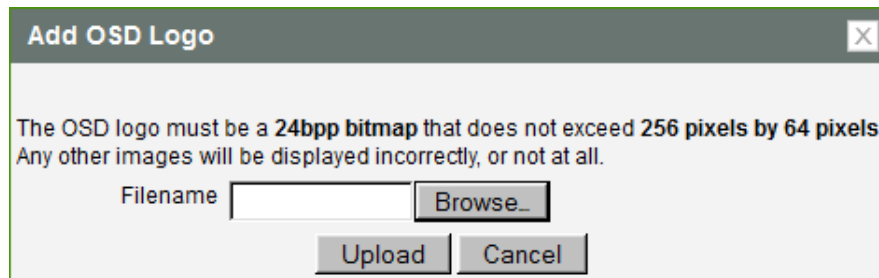 Add OSD Logo
X
The OSD logo must be a 24bpp bitmap that does not exceed 256 pixels by 64 pixels
Any other images will be displayed incorrectly, or not at all.
Filename Browse...
Upload Cancel